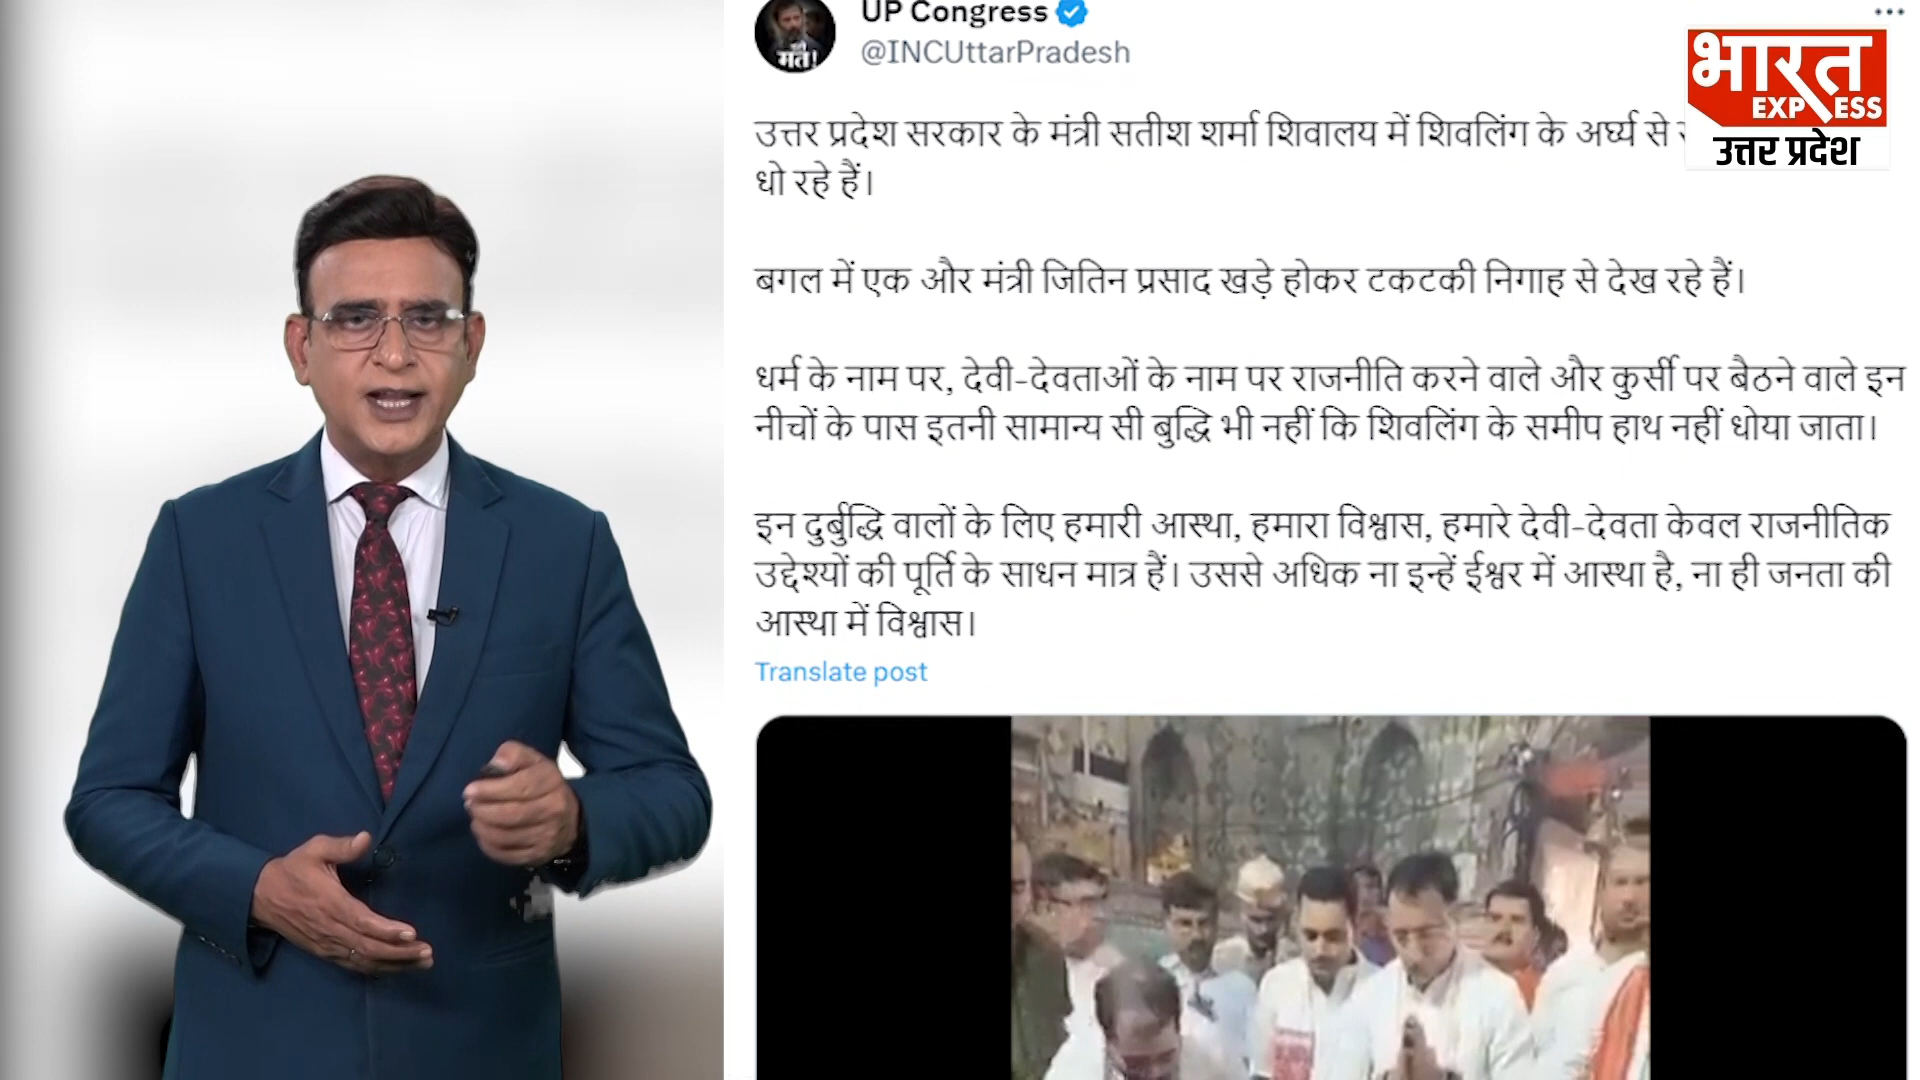 UP Congress
@INCUttarPradesh
मत!
भारत
EXPRESS
उत्तर प्रदेश
उत्तर प्रदेश सरकार के मंत्री सतीश शर्मा शिवालय में शिवलिंग के अर्घ्य से
धो रहे हैं।
बगल में एक और मंत्री जितिन प्रसाद खड़े होकर टकटकी निगाह से देख रहे हैं।
धर्म के नाम पर, देवी-देवताओं के नाम पर राजनीति करने वाले और कुर्सी पर बैठने वाले इन
नीचों के पास इतनी सामान्य सी बुद्धि भी नहीं कि शिवलिंग के समीप हाथ नहीं धोया जाता।
इन दुर्बुद्धि वालों के लिए हमारी आस्था, हमारा विश्वास, हमारे देवी-देवता केवल राजनीतिक
उद्देश्यों की पूर्ति के साधन मात्र हैं। उससे अधिक ना इन्हें ईश्वर में आस्था है, ना ही जनता की
आस्था में विश्वास।
Translate post